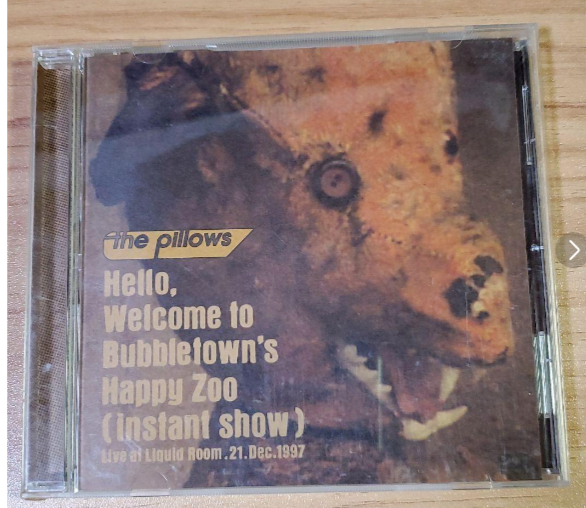 the pillows
Hello,
Welcome to
Bubbletown's
Happy Zoo
(instant show)
Live at Liquid Room.21.Dec.1997